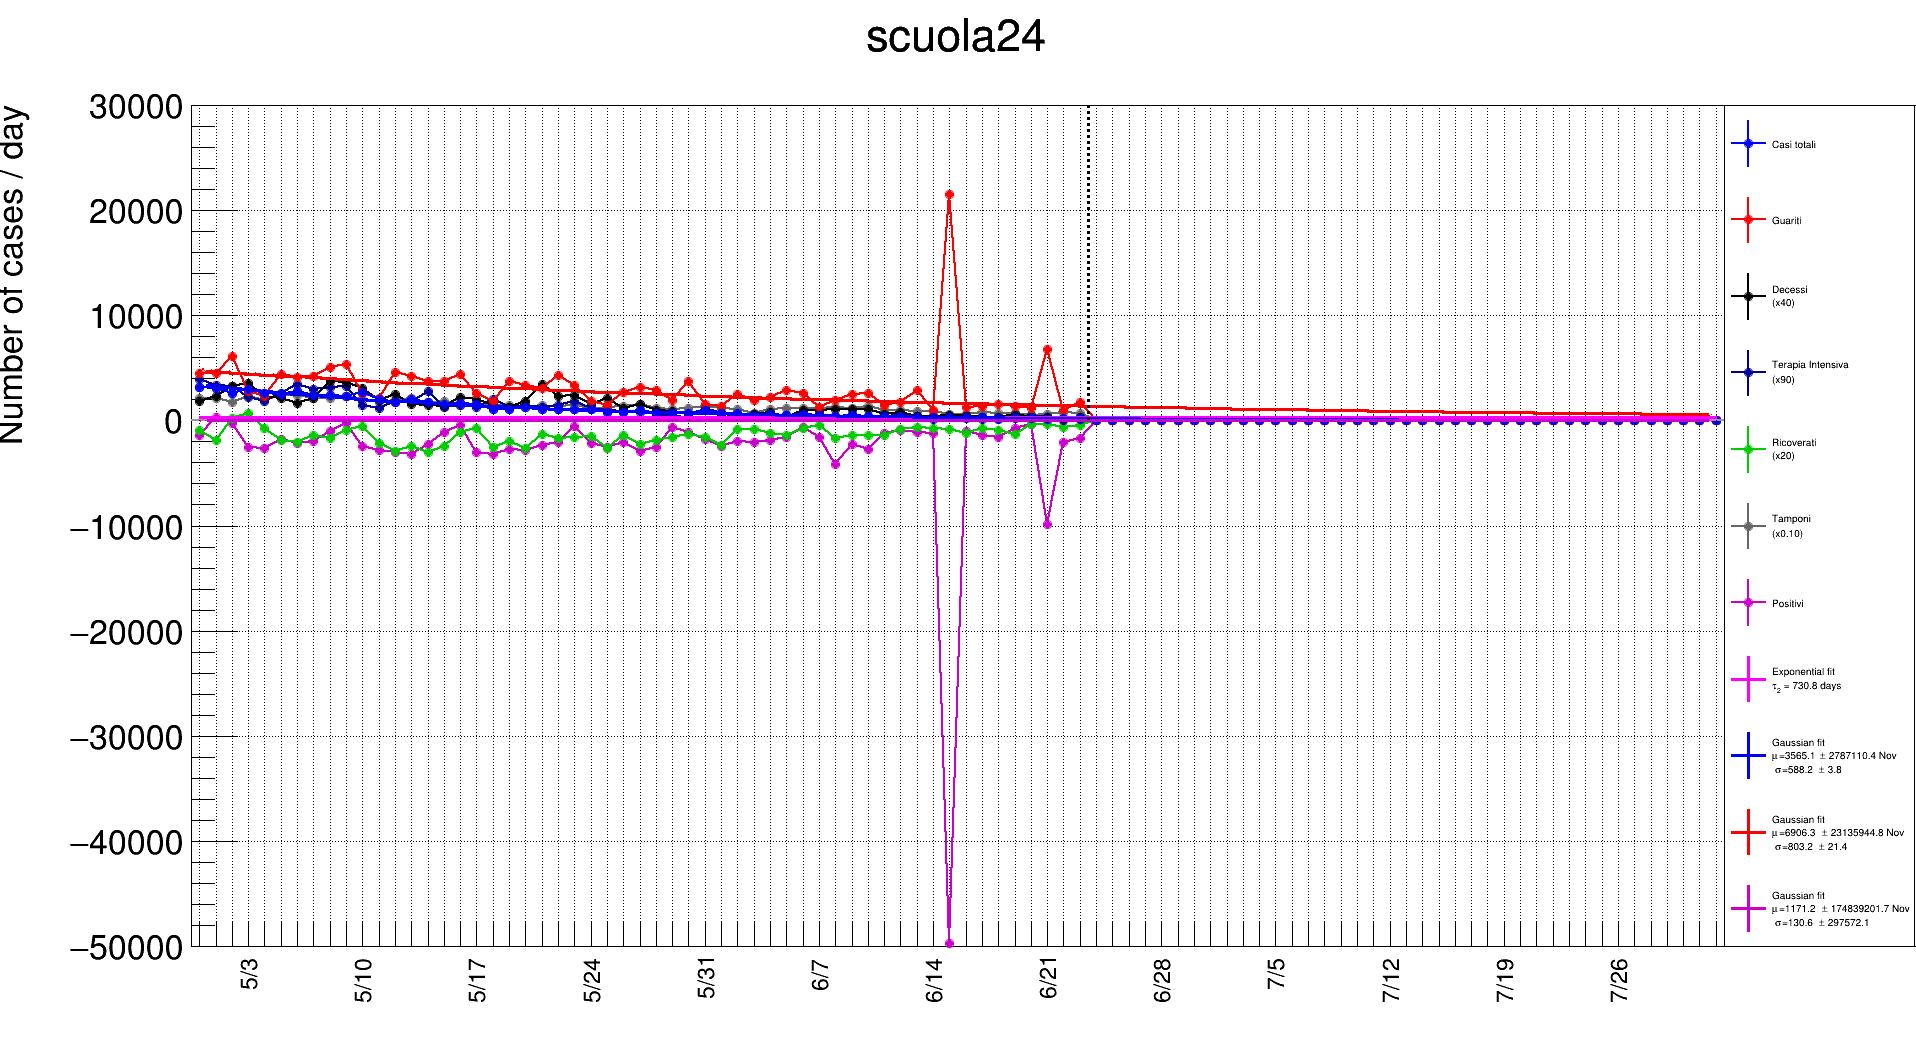 scuola24
Number of cases / day
30000
20000
10000
0
−10000
−20000
−30000
−40000
−50000
5/3
5/10
5/17
5/24
5/31
6/7
6/14
6/21
6/28
7/5
7/12
7/19
7/26
Casi totali
Guariti
Decessi
(x40)
Terapia Intensiva
(x90)
Ricoverati
(x20)
Tamponi
(x0.10)
Positivi
Exponential fit
τ2 = 730.8 days
Gaussian fit
μ=3565.1 ± 2787110.4 Nov
σ=588.2 ± 3.8
Gaussian fit
μ=6906.3 ± 23135944.8 Nov
σ=803.2 ± 21.4
Gaussian fit
μ=1171.2 ± 174839201.7 Nov
σ=130.6 ± 297572.1